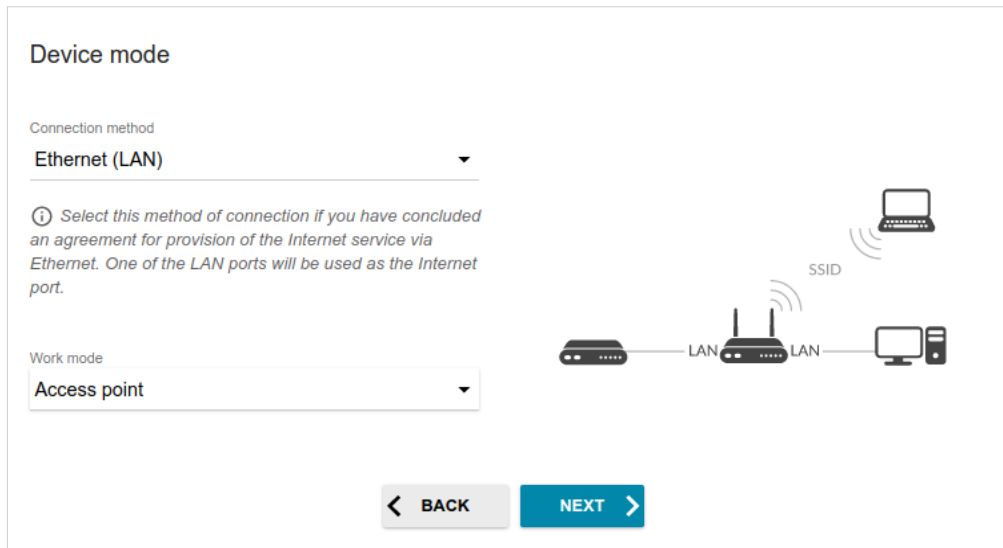 Device mode
Connection method
Ethernet (LAN)
Select this method of connection if you have concluded
an agreement for provision of the Internet service via
Ethernet. One of the LAN ports will be used as the Internet
port.
SSID
LAN LAN
Work mode
Access point
BACK NEXT